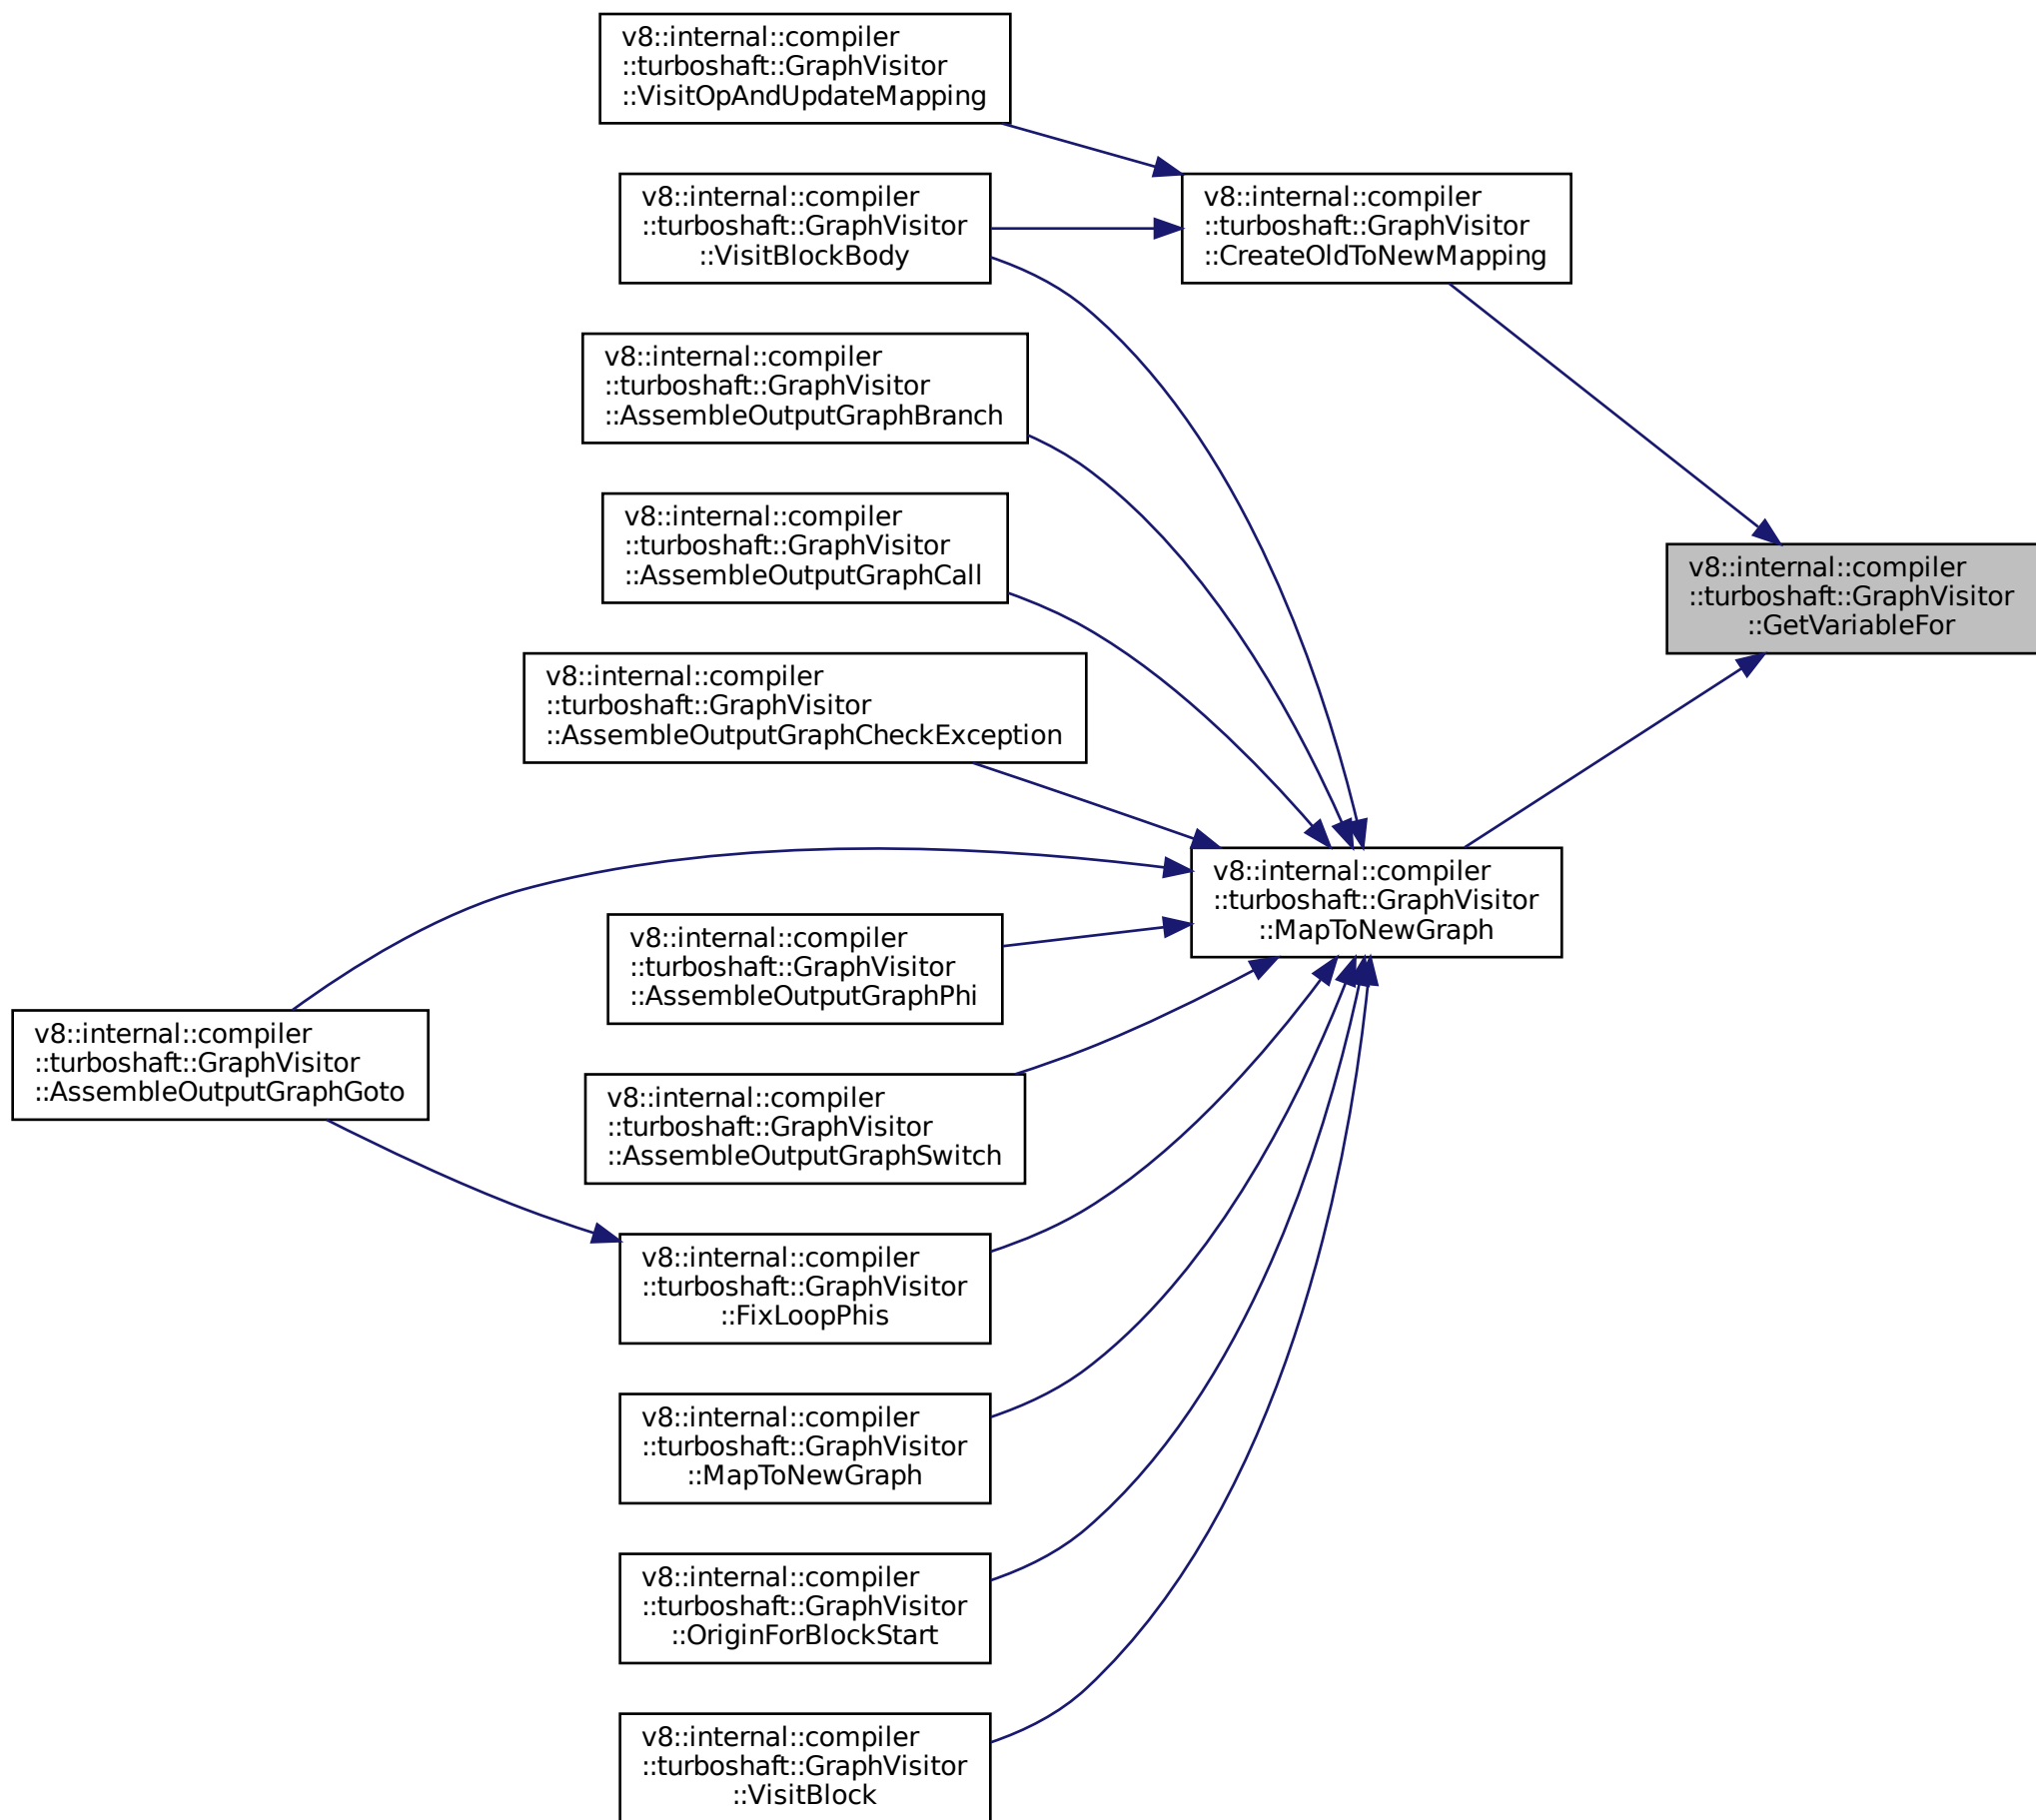 v8::internal::compiler
::turboshaft::GraphVisitor
::VisitOpAndUpdateMapping
v8::internal::compiler
::turboshaft::GraphVisitor
::VisitBlockBody
v8::internal::compiler
::turboshaft::GraphVisitor
::CreateOldToNewMapping
v8::internal::compiler
::turboshaft::GraphVisitor
::AssembleOutputGraphBranch
v8::internal::compiler
::turboshaft::GraphVisitor
::AssembleOutputGraphCall
v8::internal::compiler
::turboshaft::GraphVisitor
::GetVariableFor
v8::internal::compiler
::turboshaft::GraphVisitor
::AssembleOutputGraphCheckException
v8::internal::compiler
::turboshaft::GraphVisitor
::MapToNewGraph
v8::internal::compiler
::turboshaft::GraphVisitor
::AssembleOutputGraphPhi
v8::internal::compiler
::turboshaft::GraphVisitor
::AssembleOutputGraphGoto
v8::internal::compiler
::turboshaft::GraphVisitor
::AssembleOutputGraphSwitch
v8::internal::compiler
::turboshaft::GraphVisitor
::FixLoopPhis
v8::internal::compiler
::turboshaft::GraphVisitor
::MapToNewGraph
v8::internal::compiler
::turboshaft::GraphVisitor
::OriginForBlockStart
v8::internal::compiler
::turboshaft::GraphVisitor
::VisitBlock